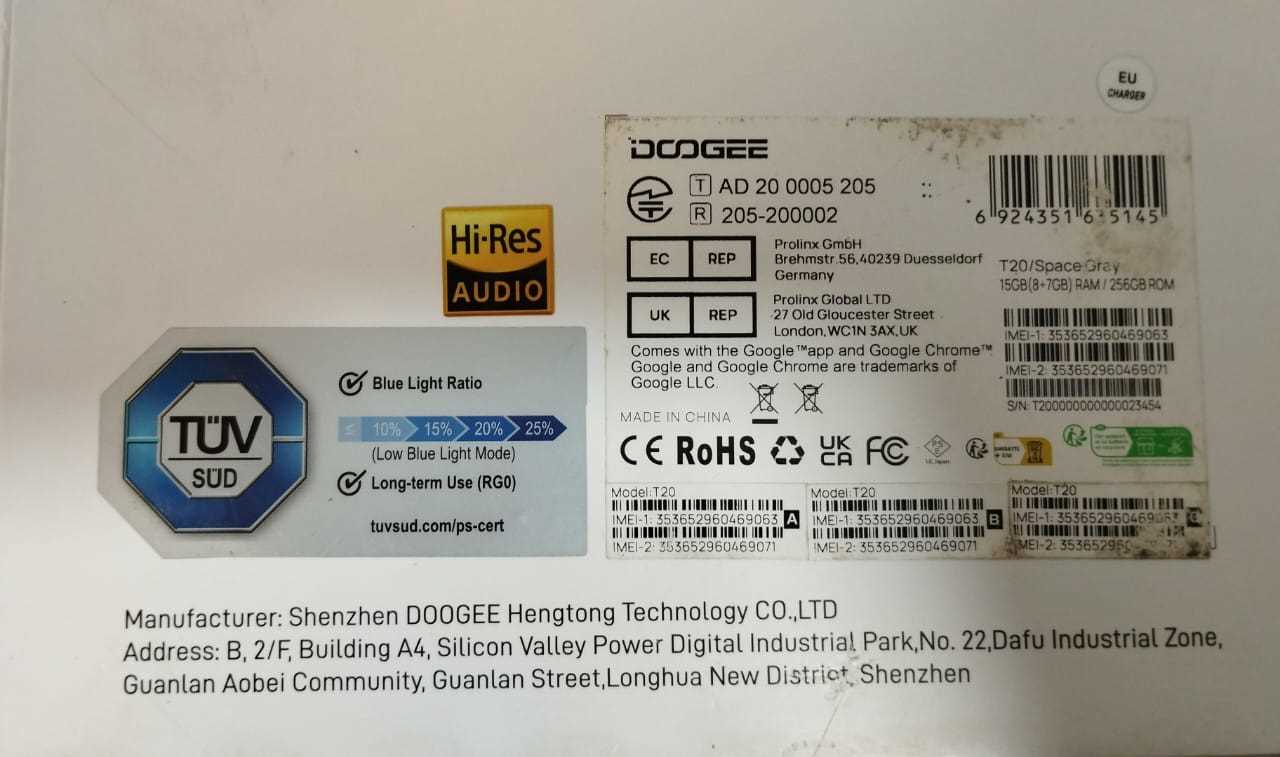 EU
CHARGER
DOOGEE
T AD 20 0005 205
R 205-200002
6 924351 635145
EC REP
Prolinx GmbH
Brehmstr.56,40239 Duesseldorf
Germany
UK REP
Prolinx Global LTD
27 Old Gloucester Street
London,WC1N 3AX,UK
T20/Space Gray
15GB(8+7GB) RAM / 256GB ROM
IMEI-1: 353652960469063
IMEI-2: 353652960469071
S/N: T200000000000023454
Comes with the Google™app and Google Chrome™
Google and Google Chrome are trademarks of
Google LLC.
MADE IN CHINA
CE RoHS UK CA FC
Model:T20
IMEI-1: 353652960469063 A
IMEI-2: 353652960469071
Model:T20
IMEI-1: 353652960469063 B
IMEI-2: 353652960469071
Model:T20
IMEI-1: 353652960469063 C
Hi-Res
AUDIO
TÜV
SÜD
Blue Light Ratio
≤ 10% 15% 20% 25%
(Low Blue Light Mode)
Long-term Use (RG0)
tuvsud.com/ps-cert
Manufacturer: Shenzhen DOOGEE Hengtong Technology CO.,LTD
Address: B, 2/F, Building A4, Silicon Valley Power Digital Industrial Park,No. 22,Dafu Industrial Zone,
Guanlan Aobei Community, Guanlan Street,Longhua New District, Shenzhen